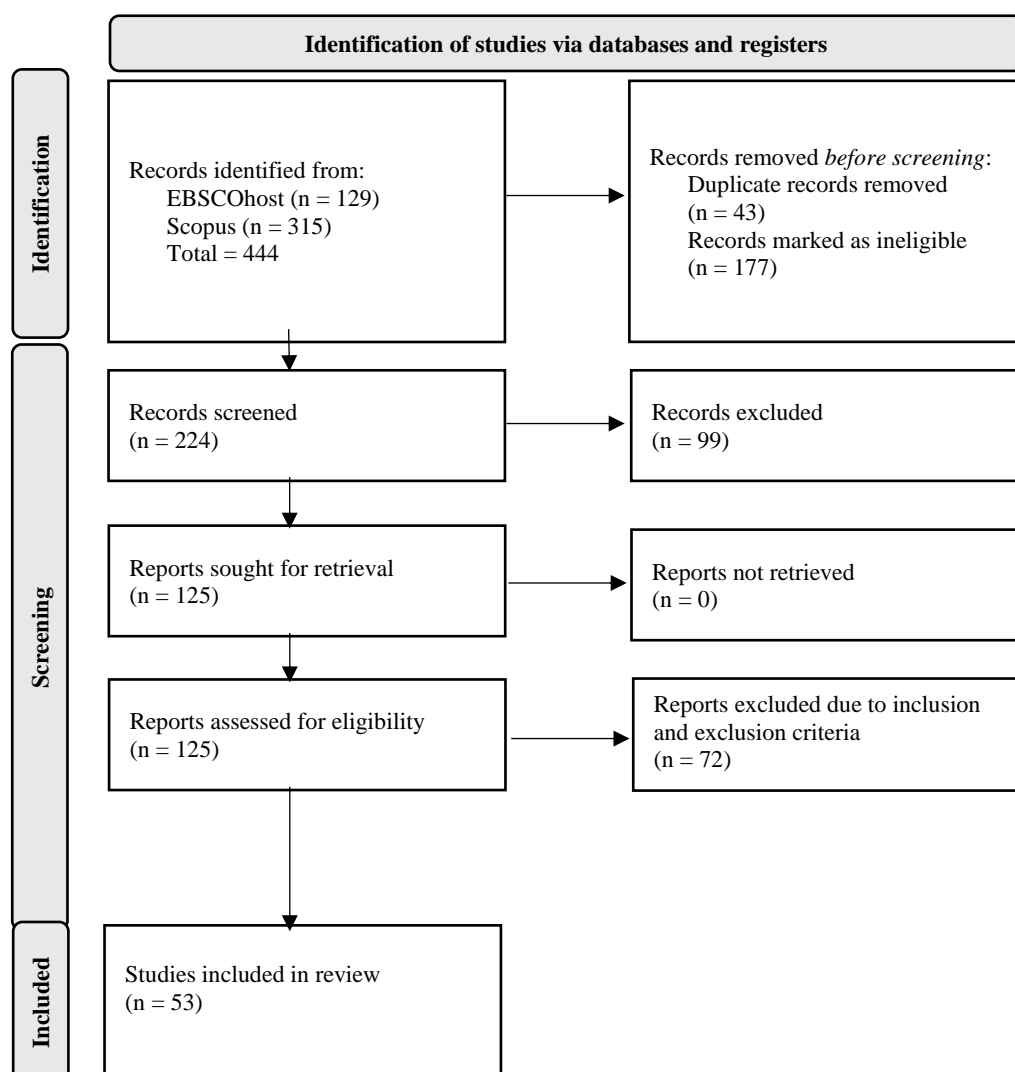 Identification of studies via databases and registers
Identification
Records identified from:
EBSCOhost (n = 129)
Scopus (n = 315)
Total = 444
Records removed before screening:
Duplicate records removed
(n = 43)
Records marked as ineligible
(n = 177)
Screening
Records screened
(n = 224)
Records excluded
(n = 99)
Reports sought for retrieval
(n = 125)
Reports not retrieved
(n = 0)
Reports assessed for eligibility
(n = 125)
Reports excluded due to inclusion
and exclusion criteria
(n = 72)
Included
Studies included in review
(n = 53)